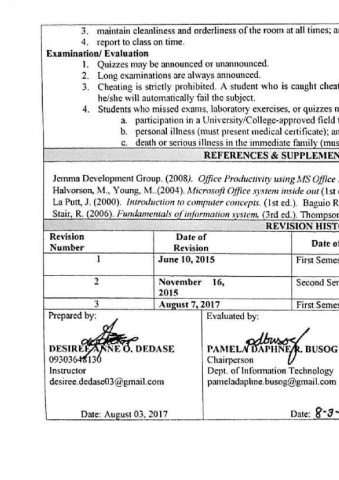 3. maintain cleanliness and orderliness of the room at all times; a
4. report to class on time.
Examination/ Evaluation
1. Quizzes may be announced or unannounced.
2. Long examinations are always announced.
3. Cheating is strictly prohibited. A student who is caught cheat
he/she will automatically fail the subject.
4. Students who missed exams, laboratory exercises, or quizzes m
a. participation in a University/College-approved field t
b. personal illness (must present medical certificate); an
c. death or serious illness in the immediate family (mus
REFERENCES & SUPPLEMEN
Jemma Development Group. (2008). Office Productivity using MS Office
Halvorson, M., Young, M..(2004). Microsoft Office system inside out (1st
La Putt, J. (2000). Introduction to computer concepts. (1st ed.). Baguio
Stair, R. (2006). Fundamentals of information system. (3rd ed.). Thompson
REVISION HIST
Revision Number
Date of Revision
Date o
1
June 10, 2015
First Semes
2
November 16, 2015
Second Sem
3
August 7, 2017
First Semes
Prepared by:
Evaluated by:
DESIREE ANNE O. DEDASE
PAMELA DAPHNE R. BUSOG
Instructor
Chairperson
desiree.dedase03@gmail.com
Dept. of Information Technology
pameladaphne.busog@gmail.com
Date: August 03, 2017
Date: 8-3-